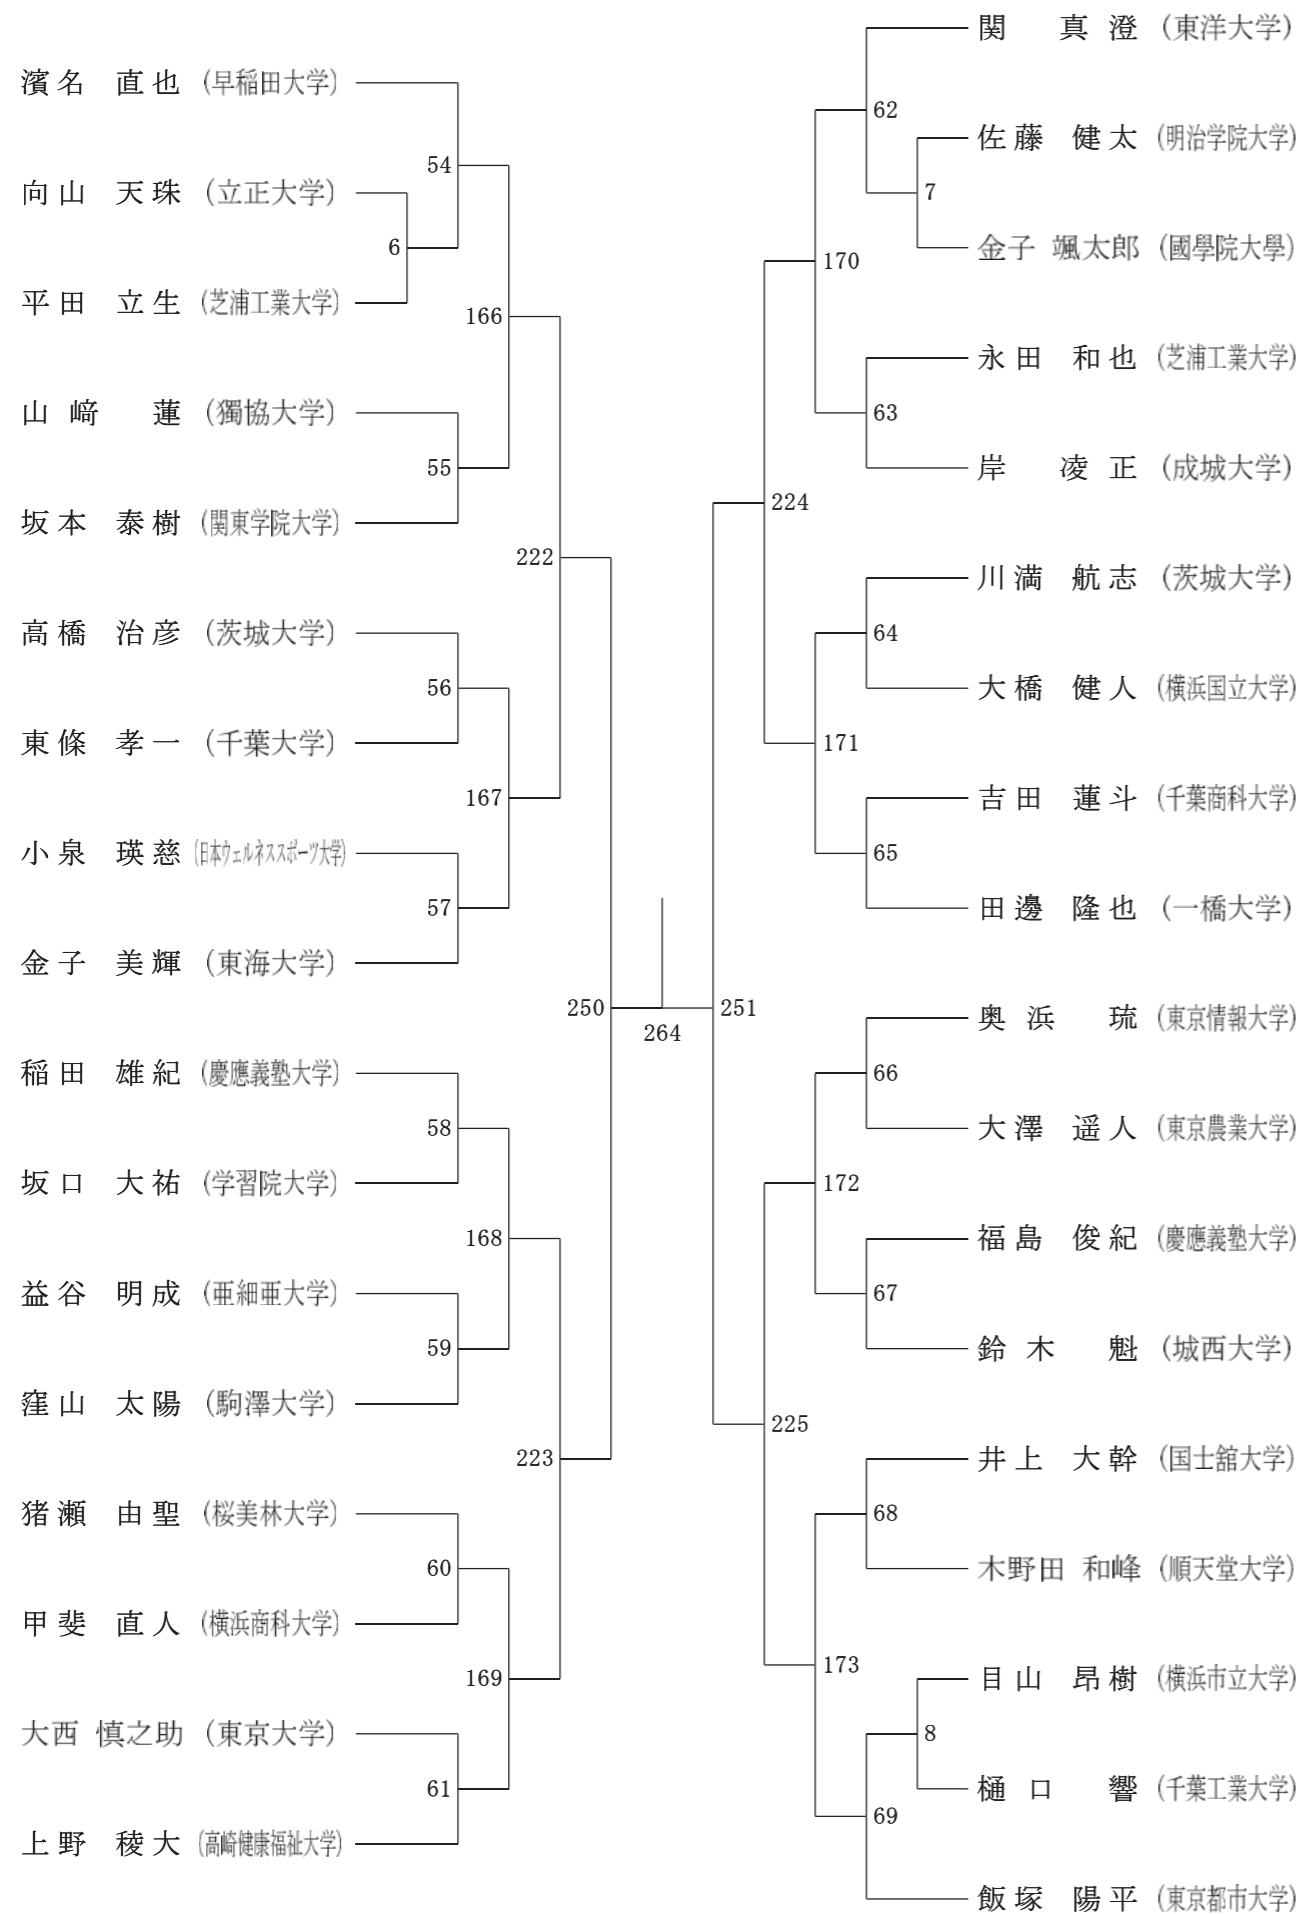 濱名 直也 (早稲田大学)
54
向山 天珠 (立正大学)
6
平田 立生 (芝浦工業大学)
166
山﨑 蓮 (獨協大学)
55
坂本 泰樹 (関東学院大学)
222
高橋 治彦 (茨城大学)
56
東條 孝一 (千葉大学)
167
小泉 瑛慈 (日本ウェルネススポーツ大学)
57
金子 美輝 (東海大学)
250
264
稲田 雄紀 (慶應義塾大学)
58
坂口 大祐 (学習院大学)
168
益谷 明成 (亜細亜大学)
59
窪山 太陽 (駒澤大学)
223
猪瀬 由聖 (桜美林大学)
60
甲斐 直人 (横浜商科大学)
169
大西 慎之助 (東京大学)
61
上野 稜大 (高崎健康福祉大学)
関 真澄 (東洋大学)
62
佐藤 健太 (明治学院大学)
7
金子 颯太郎 (國學院大學)
170
永田 和也 (芝浦工業大学)
63
岸 凌正 (成城大学)
224
川満 航志 (茨城大学)
64
大橋 健人 (横浜国立大学)
171
吉田 蓮斗 (千葉商科大学)
65
田邊 隆也 (一橋大学)
251
奥浜 琉 (東京情報大学)
66
大澤 遥人 (東京農業大学)
172
福島 俊紀 (慶應義塾大学)
67
鈴木 魁 (城西大学)
225
井上 大幹 (国士舘大学)
68
木野田 和峰 (順天堂大学)
173
目山 昂樹 (横浜市立大学)
8
樋口 響 (千葉工業大学)
69
飯塚 陽平 (東京都市大学)